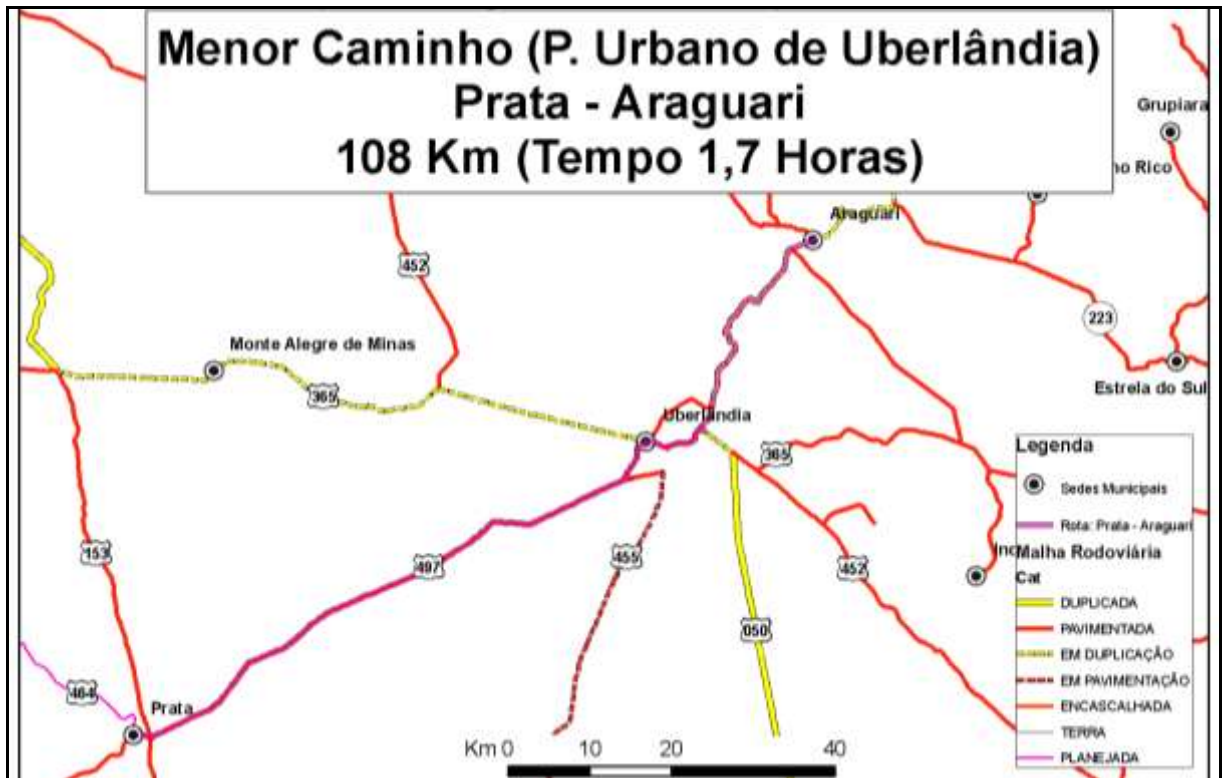 Menor Caminho (P. Urbano de Uberlândia)
Prata - Araguari
108 Km (Tempo 1,7 Horas)
Grupiara
no Rico
Araguari
452
223
Monte Alegre de Minas
365
Estrela do Sul
Uberlândia
365
153
497
455
452
050
464
Prata
Km 0 10 20 40
Legenda
Sedes Municipais
Rota: Prata - Araguari
Malha Rodoviária
Cat
DUPLICADA
PAVIMENTADA
EM DUPLICAÇÃO
EM PAVIMENTAÇÃO
ENCASCALHADA
TERRA
PLANEJADA